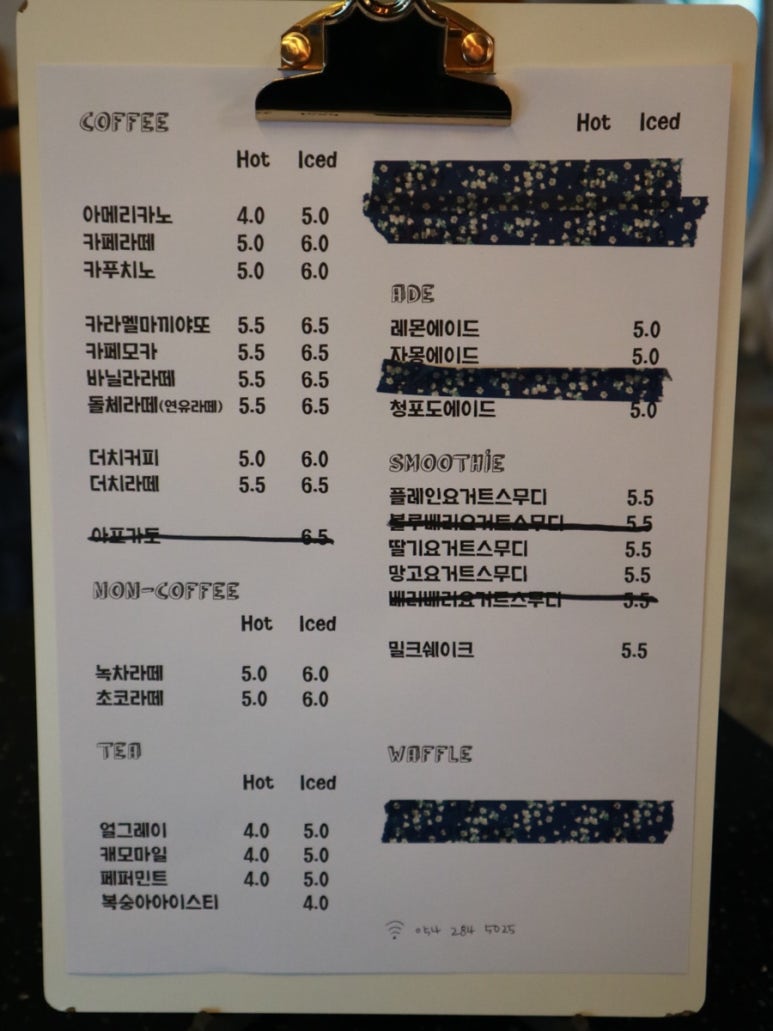 COFFEE
Hot Iced
아메리카노 4.0 5.0
카페라떼 5.0 6.0
카푸치노 5.0 6.0
카라멜마끼야또 5.5 6.5
카페모카 5.5 6.5
바닐라라떼 5.5 6.5
돌체라떼(연유라떼) 5.5 6.5
더치커피 5.0 6.0
더치라떼 5.5 6.5
아포가토 6.5
NON-COFFEE
Hot Iced
녹차라떼 5.0 6.0
초코라떼 5.0 6.0
TEA
Hot Iced
얼그레이 4.0 5.0
캐모마일 4.0 5.0
페퍼민트 4.0 5.0
복숭아아이스티 4.0
Hot Iced
ADE
레몬에이드 5.0
자몽에이드 5.0
청포도에이드 5.0
SMOOTHiE
플레인요거트스무디 5.5
블루베리요거트스무디 5.5
딸기요거트스무디 5.5
망고요거트스무디 5.5
베리베리요거트스무디 5.5
밀크쉐이크 5.5
WAFFLE
054 284 5025